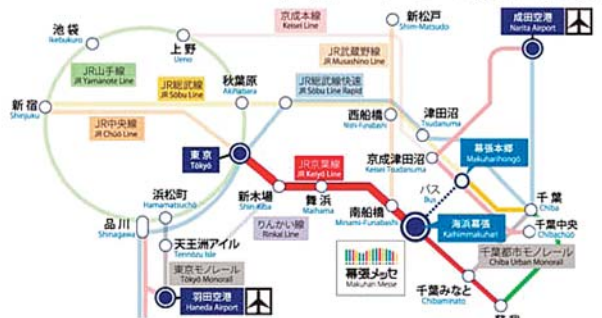 京成本線
Keisei Line
新松戸
Shim-Matsudo
成田空港
Narita Airport
池袋
Ikebukuro
上野
Ueno
JR武蔵野線
JR Musashino Line
JR山手線
JR Yamanote Line
JR総武線
JR Sōbu Line
秋葉原
Akihabara
JR総武線快速
JR Sōbu Line Rapid
新宿
Shinjuku
JR中央線
JR Chūō Line
西船橋
Nishi-Funabashi
津田沼
Tsudanuma
幕張本郷
Makuharihongō
京成津田沼
Keisei Tsudanuma
東京
Tōkyō
JR京葉線
JR Keiyō Line
バス
Bus
新木場
Shin-Kiba
舞浜
Maihama
浜松町
Hamamatsuchō
りんかい線
Rinkai Line
南船橋
Minami-Funabashi
海浜幕張
Kaihimmakuhari
千葉
Chiba
千葉中央
Chibachūō
品川
Shinagawa
天王洲アイル
Tennōzu Isle
千葉都市モノレール
Chiba Urban Monorail
幕張メッセ
Makuhari Messe
東京モノレール
Tōkyō Monorail
羽田空港
Haneda Airport
千葉みなと
Chibaminato